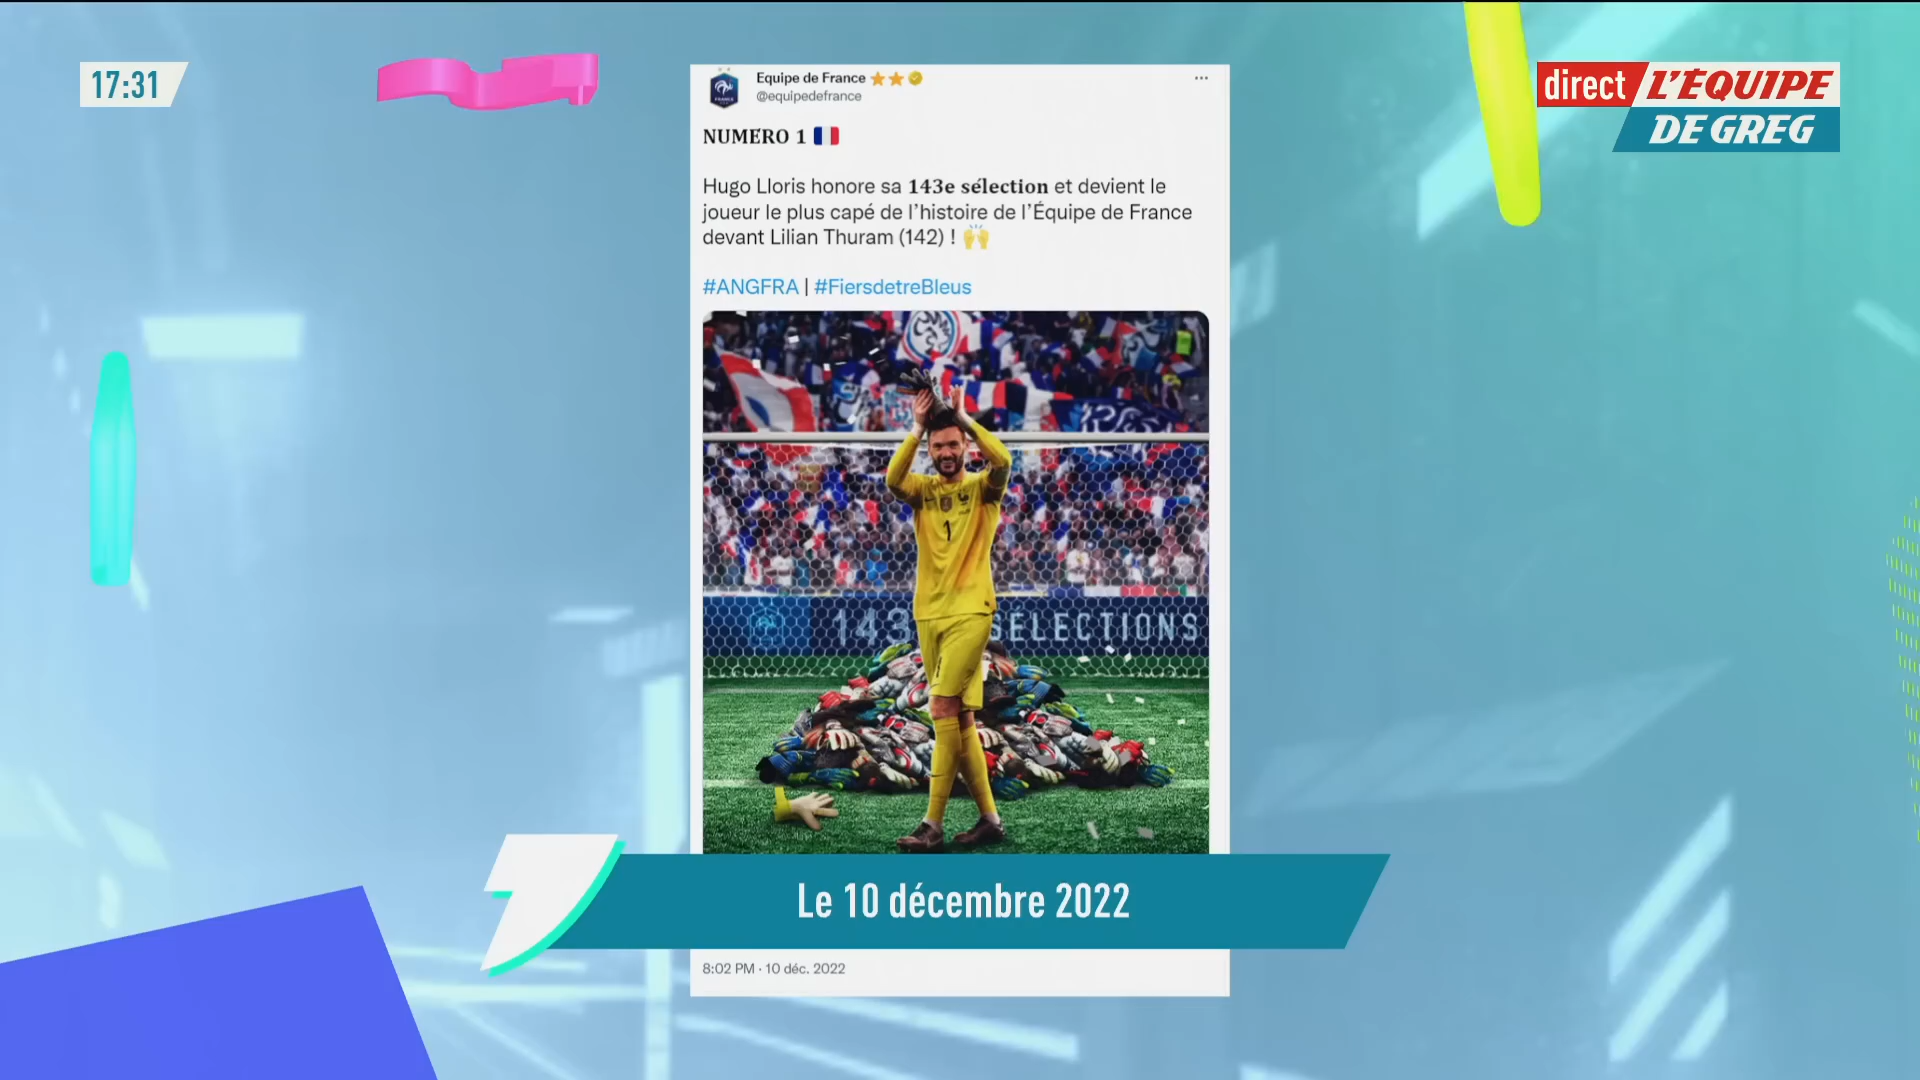 17:31
direct L'ÉQUIPE
DE GREG
Equipe de France
@equipedefrance
FRANCE
NUMERO 1
Hugo Lloris honore sa 143e sélection et devient le
joueur le plus capé de l'histoire de l'Équipe de France
devant Lilian Thuram (142) !
#ANGFRA | #FiersdetreBleus
1
143 SÉLECTIONS
Le 10 décembre 2022
8:02 PM · 10 déc. 2022